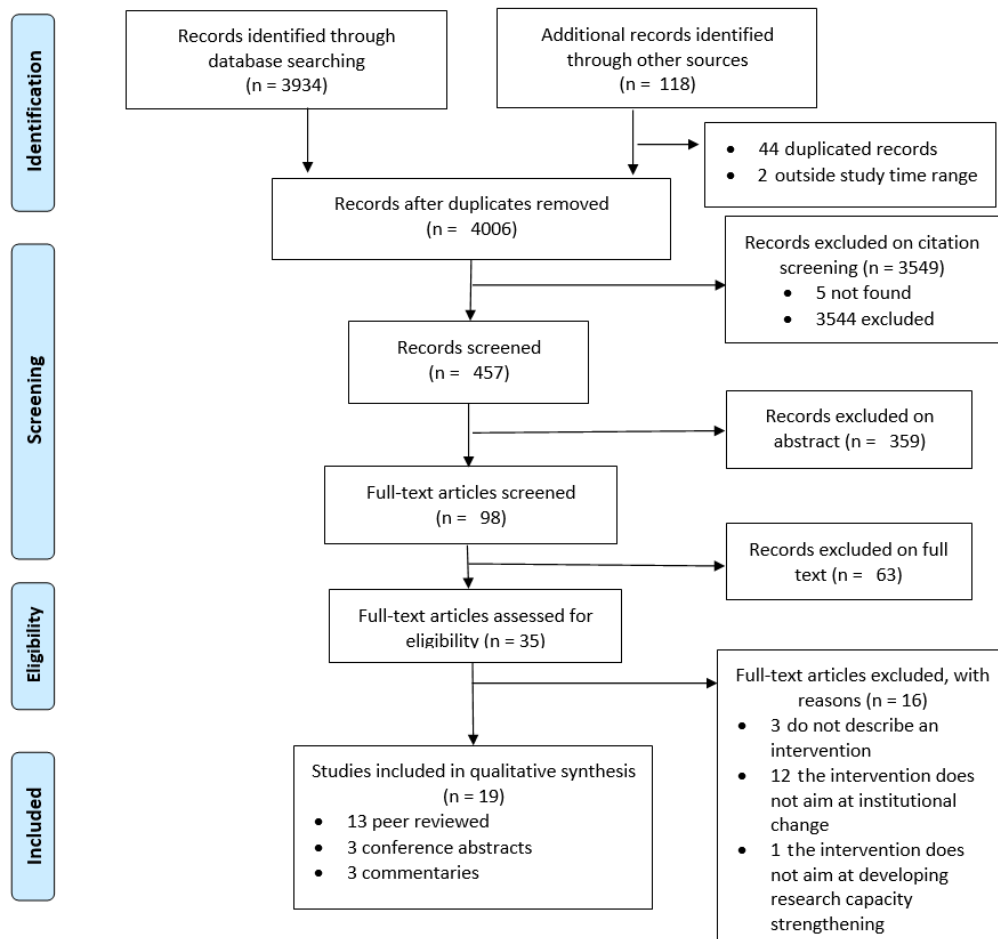 Identification
Records identified through
database searching
(n = 3934)
Additional records identified
through other sources
(n = 118)
• 44 duplicated records
• 2 outside study time range
Records after duplicates removed
(n = 4006)
Screening
Records excluded on citation
screening (n = 3549)
• 5 not found
• 3544 excluded
Records screened
(n = 457)
Records excluded on
abstract (n = 359)
Full-text articles screened
(n = 98)
Records excluded on full
text (n = 63)
Eligibility
Full-text articles assessed for
eligibility (n = 35)
Full-text articles excluded, with
reasons (n = 16)
• 3 do not describe an
intervention
• 12 the intervention does
not aim at institutional
change
• 1 the intervention does
not aim at developing
research capacity
strengthening
Included
Studies included in qualitative synthesis
(n = 19)
• 13 peer reviewed
• 3 conference abstracts
• 3 commentaries